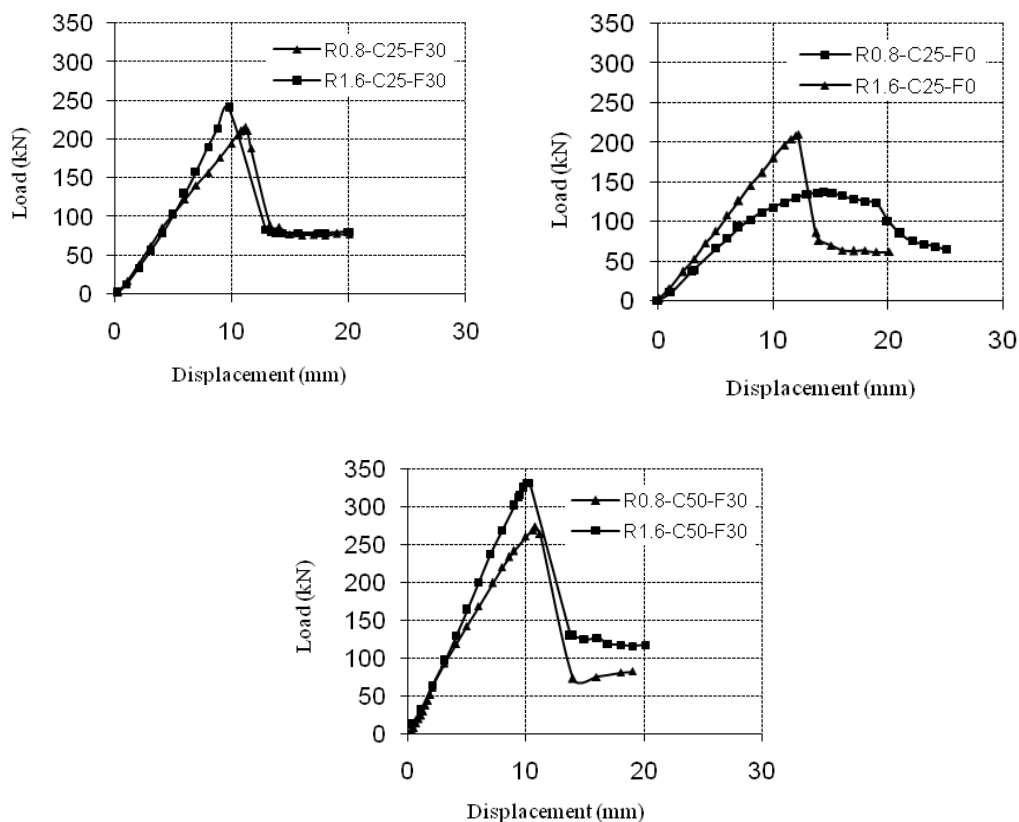 350
300
250
200
150
100
50
0
Load (kN)
R0.8-C25-F30
R1.6-C25-F30
0 10 20 30
Displacement (mm)
350
300
250
200
150
100
50
0
Load (kN)
R0.8-C25-F0
R1.6-C25-F0
0 10 20 30
Displacement (mm)
350
300
250
200
150
100
50
0
Load (kN)
R0.8-C50-F30
R1.6-C50-F30
0 10 20 30
Displacement (mm)